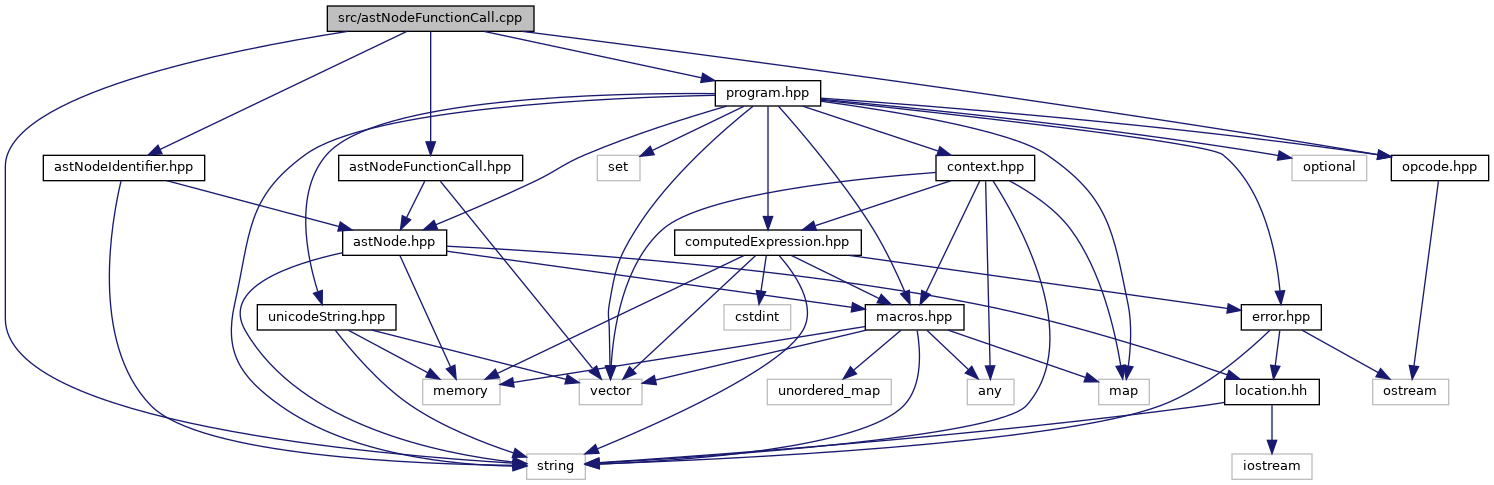 src/astNodeFunctionCall.cpp
program.hpp
astNodeIdentifier.hpp
astNodeFunctionCall.hpp
set
context.hpp
optional
opcode.hpp
astNode.hpp
computedExpression.hpp
unicodeString.hpp
cstdint
macros.hpp
error.hpp
memory
vector
unordered_map
any
map
location.hh
ostream
string
iostream